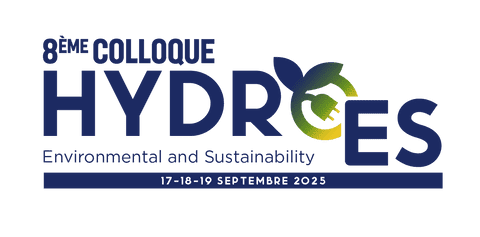 8ÈME COLLOQUE
HYDROES
Environmental and Sustainability
17-18-19 SEPTEMBRE 2025